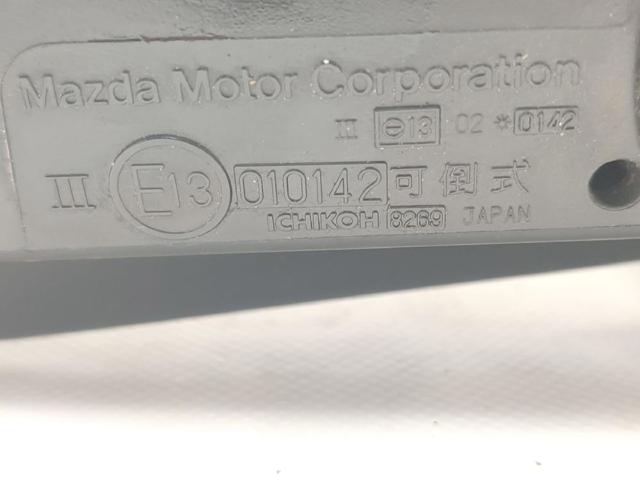 Mazda Motor Corporation
III e13 02 * 0142
III E13 010142 可倒式
ICHIKOH 8269 JAPAN